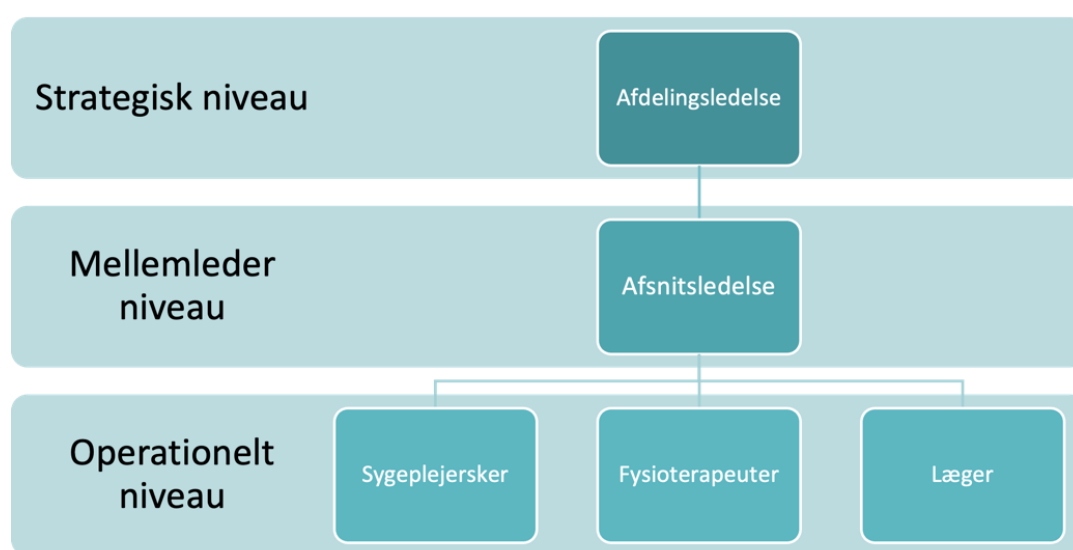 Strategisk niveau
Afdelingsledelse
Mellemleder
niveau
Afsnitsledelse
Operationelt
niveau
Sygeplejersker
Fysioterapeuter
Læger